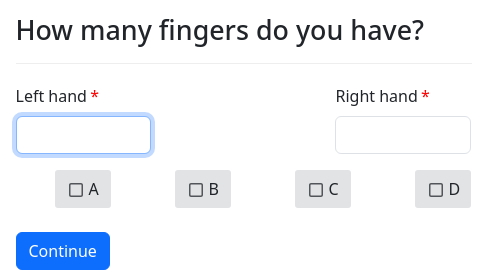 How many fingers do you have?
Left hand * Right hand *
A B C D
Continue